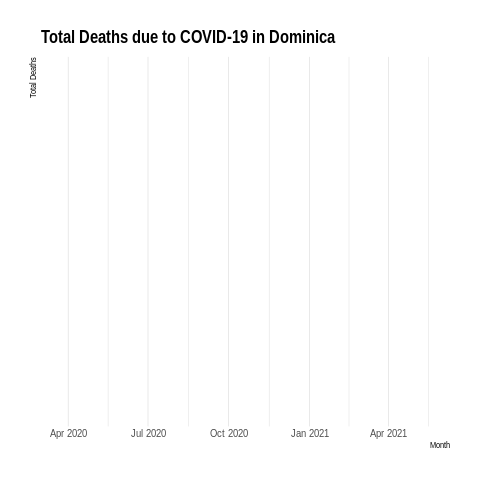 Total Deaths due to COVID-19 in Dominica
Total Deaths
Apr 2020 Jul 2020 Oct 2020 Jan 2021 Apr 2021
Month